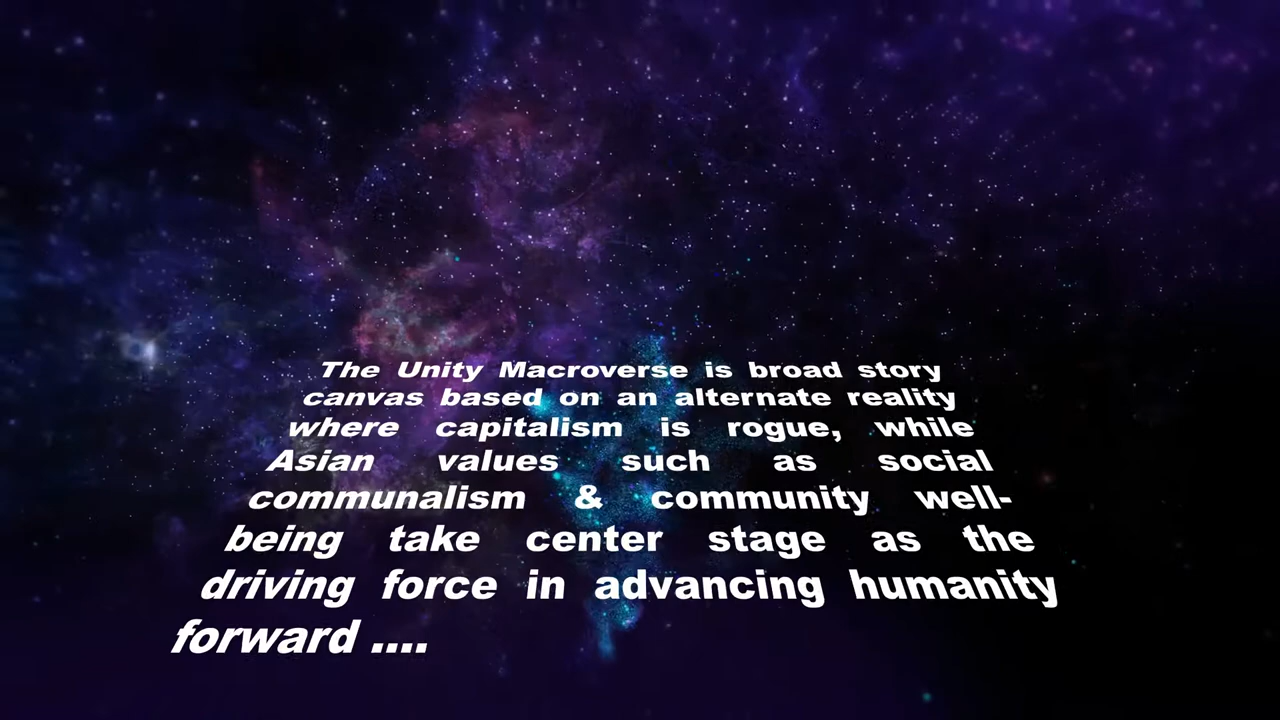 The Unity Macroverse is broad story
canvas based on an alternate reality
where capitalism is rogue, while
Asian values such as social
communalism & community well-
being take center stage as the
driving force in advancing humanity
forward ....